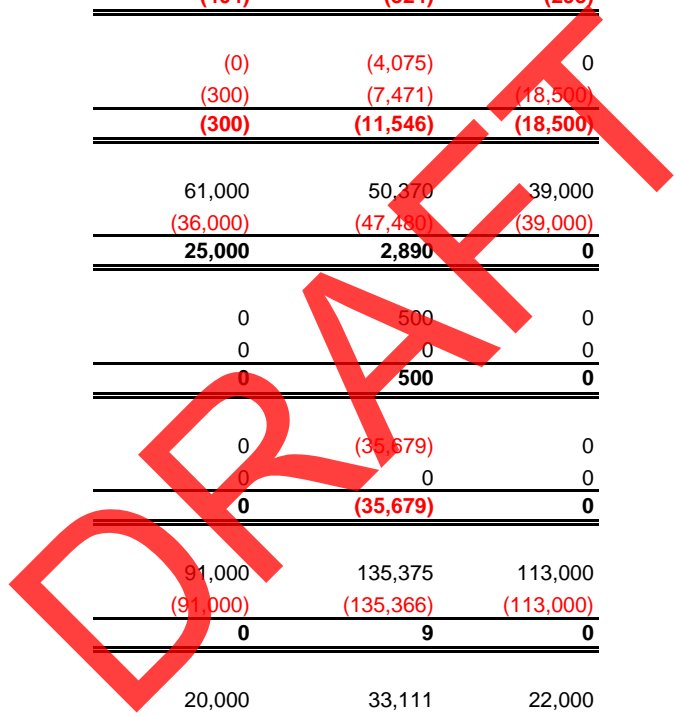 (0) (4,075) 0
(300) (7,471) (18,500)
(300) (11,546) (18,500)
61,000 50,370 39,000
(36,000) (47,480) (39,000)
25,000 2,890 0
0 500 0
0 0 0
0 500 0
0 (35,679) 0
0 0 0
0 (35,679) 0
91,000 135,375 113,000
(91,000) (135,366) (113,000)
0 9 0
20,000 33,111 22,000
DRAFT